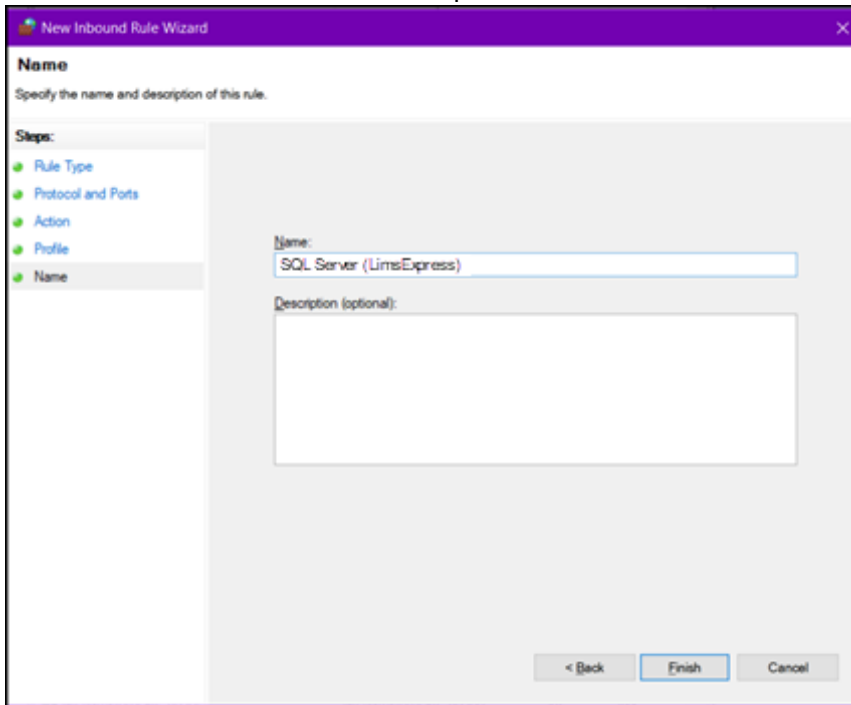 New Inbound Rule Wizard
Name
Specify the name and description of this rule.
Steps:
Rule Type
Protocol and Ports
Action
Profile
Name
Name:
SQL Server (LimsExpress)
Description (optional):
< Back Finish Cancel